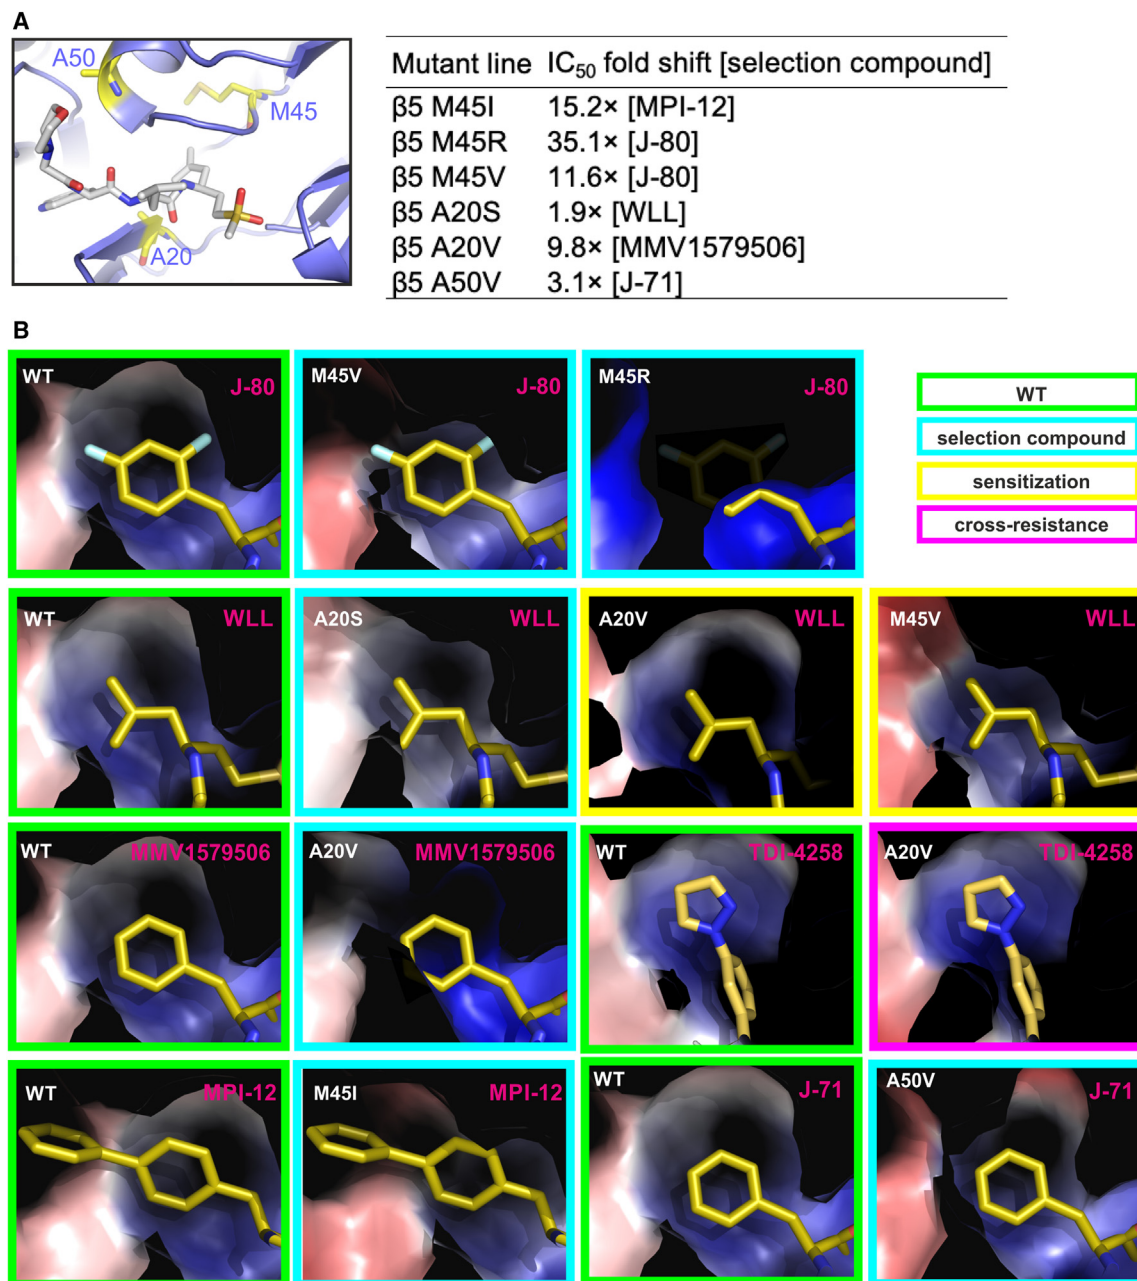 A
A50
M45
A20
Mutant line IC50 fold shift [selection compound]
β5 M45I 15.2× [MPI-12]
β5 M45R 35.1× [J-80]
β5 M45V 11.6× [J-80]
β5 A20S 1.9× [WLL]
β5 A20V 9.8× [MMV1579506]
β5 A50V 3.1× [J-71]
B
WT J-80
M45V J-80
M45R J-80
WT
selection compound
sensitization
cross-resistance
WT WLL
A20S WLL
A20V WLL
M45V WLL
WT MMV1579506
A20V MMV1579506
WT TDI-4258
A20V TDI-4258
WT MPI-12
M45I MPI-12
WT J-71
A50V J-71